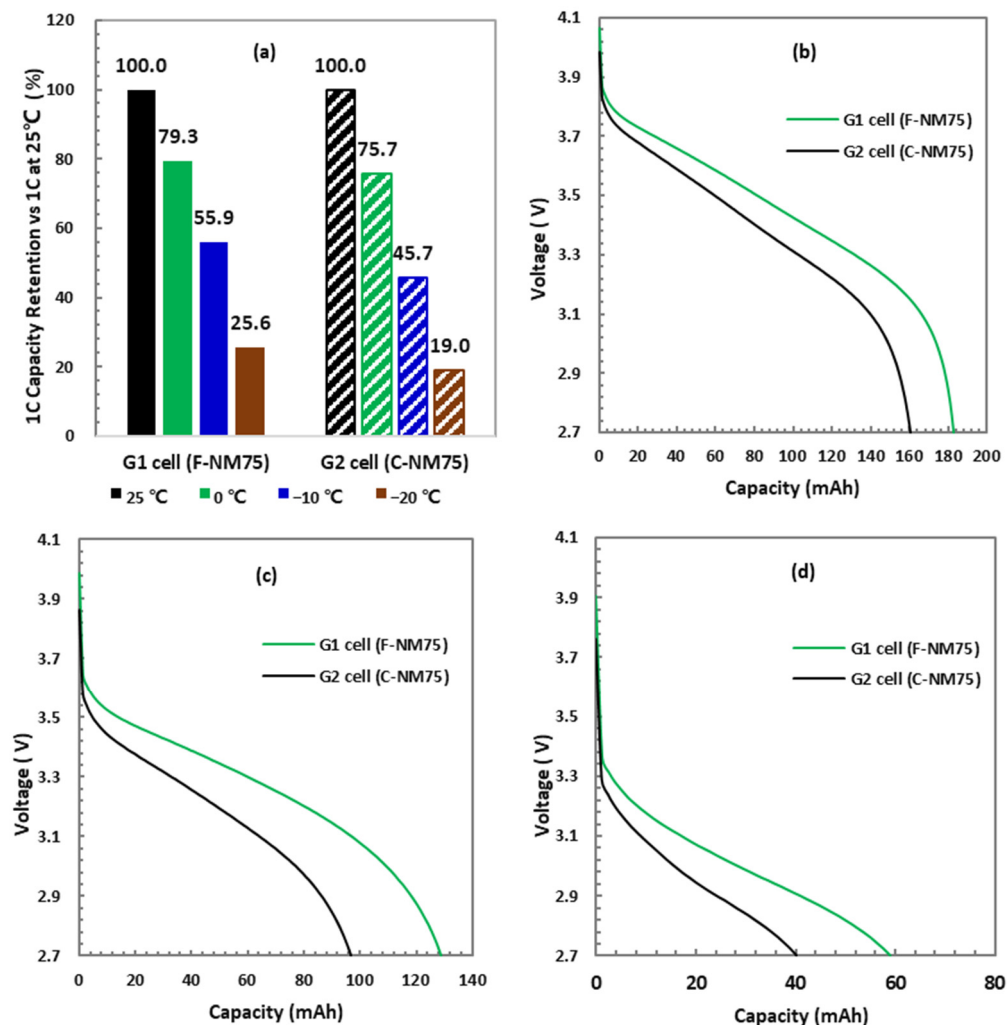 (a)
1C Capacity Retention vs 1C at 25℃ (%)
120
100
80
60
40
20
0
100.0
79.3
55.9
25.6
100.0
75.7
45.7
19.0
G1 cell (F-NM75)
G2 cell (C-NM75)
25 ℃
0 ℃
−10 ℃
−20 ℃
(b)
Voltage ( V)
4.1
3.9
3.7
3.5
3.3
3.1
2.9
2.7
G1 cell (F-NM75)
G2 cell (C-NM75)
0 20 40 60 80 100 120 140 160 180 200
Capacity (mAh)
(c)
Voltage ( V)
4.1
3.9
3.7
3.5
3.3
3.1
2.9
2.7
G1 cell (F-NM75)
G2 cell (C-NM75)
0 20 40 60 80 100 120 140
Capacity (mAh)
(d)
Voltage ( V)
4.1
3.9
3.7
3.5
3.3
3.1
2.9
2.7
G1 cell (F-NM75)
G2 cell (C-NM75)
0 20 40 60 80
Capacity (mAh)